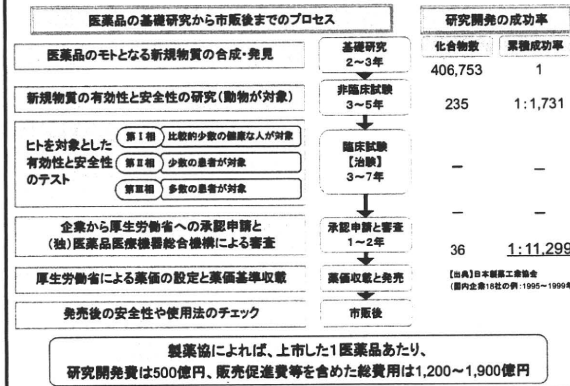 医薬品の基礎研究から市販後までのプロセス
研究開発の成功率
医薬品のモトとなる新規物質の合成・発見
基礎研究
2～3年
化合物数
累積成功率
406,753
1
新規物質の有効性と安全性の研究(動物が対象)
非臨床試験
3～5年
235
1:1,731
ヒトを対象とした
有効性と安全性
のテスト
第Ⅰ相
比較的少数の健康な人が対象
第Ⅱ相
少数の患者が対象
第Ⅲ相
多数の患者が対象
臨床試験
【治験】
3～7年
－
－
－
－
企業から厚生労働省への承認申請と
(独)医薬品医療機器総合機構による審査
承認申請と審査
1～2年
36
1:11,299
厚生労働省による薬価の設定と薬価基準収載
薬価収載と発売
【出典】日本製薬工業協会
(国内企業18社の例:1995～1999年
発売後の安全性や使用法のチェック
市販後
製薬協によれば、上市した1医薬品あたり、
研究開発費は500億円、販売促進費等を含めた総費用は1,200～1,900億円